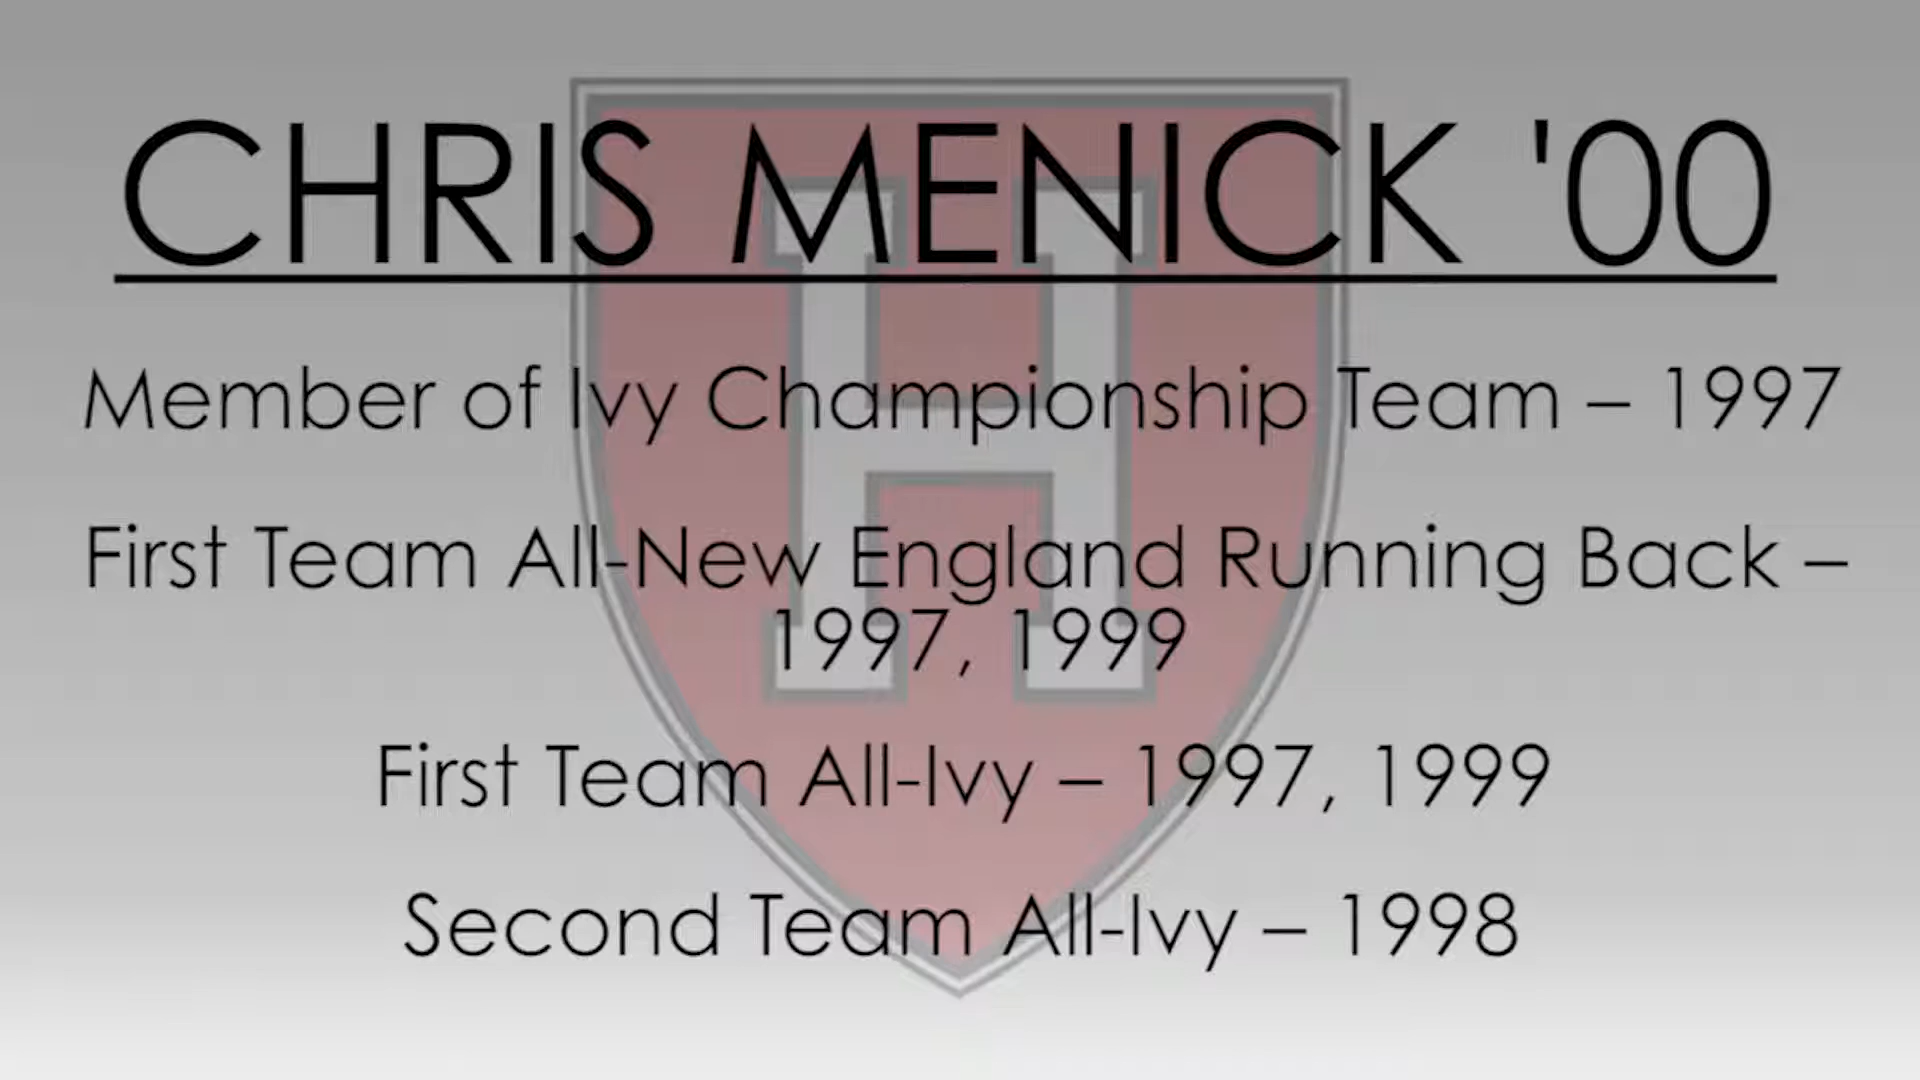 CHRIS MENICK '00
Member of Ivy Championship Team – 1997
First Team All-New England Running Back –
1997, 1999
First Team All-Ivy – 1997, 1999
Second Team All-Ivy – 1998
H